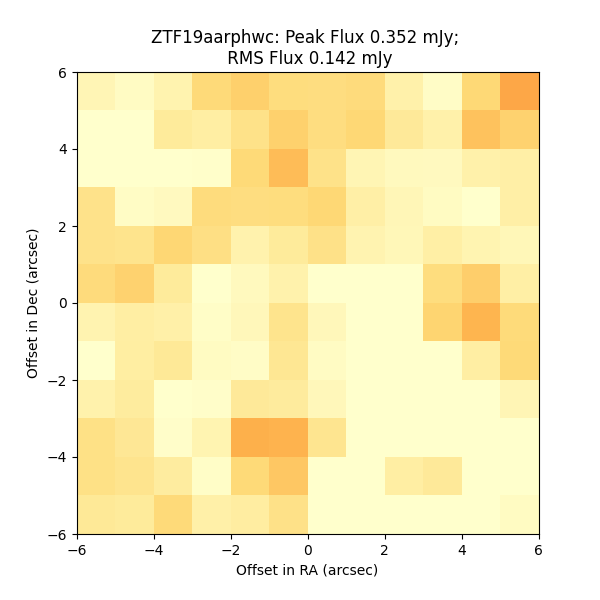 ZTF19aarphwc: Peak Flux 0.352 mJy;
RMS Flux 0.142 mJy
6
4
2
0
−2
−4
−6
Offset in Dec (arcsec)
−6 −4 −2 0 2 4 6
Offset in RA (arcsec)